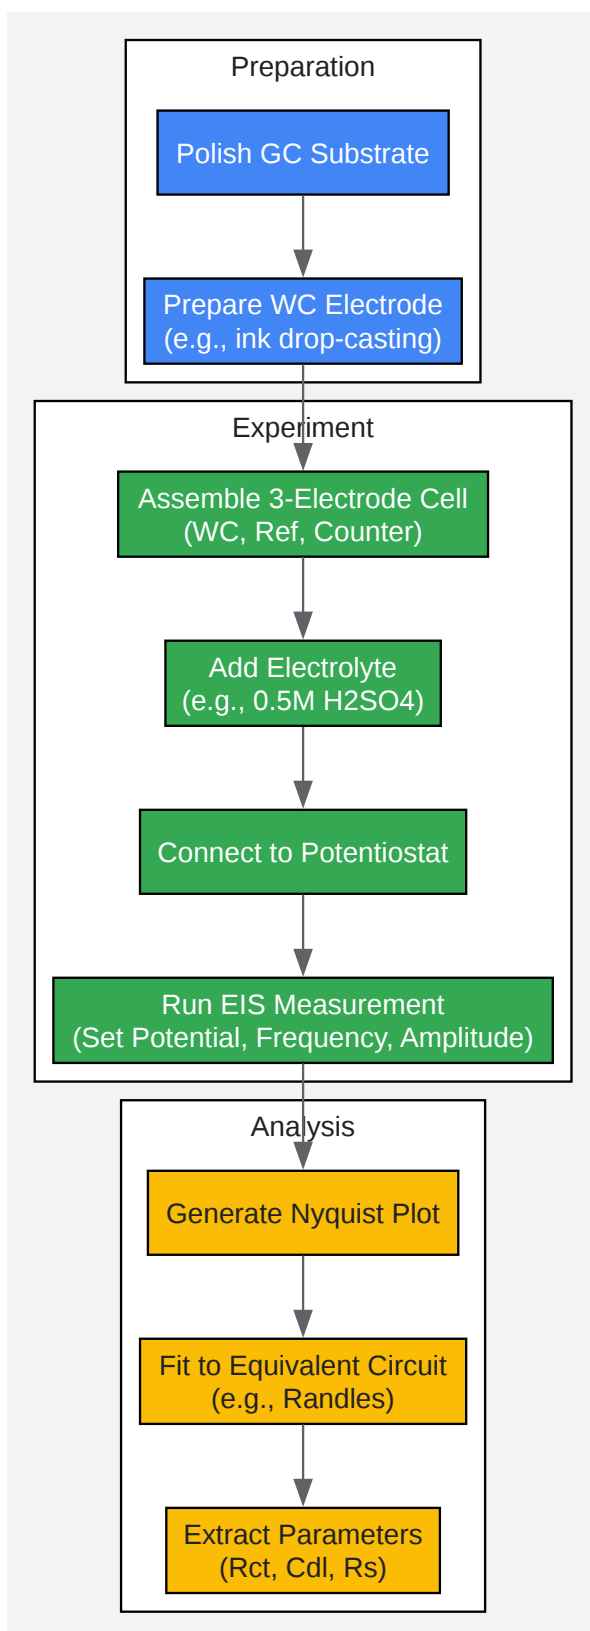 Preparation
Polish GC Substrate
Prepare WC Electrode
(e.g., ink drop-casting)
Experiment
Assemble 3-Electrode Cell
(WC, Ref, Counter)
Add Electrolyte
(e.g., 0.5M H2SO4)
Connect to Potentiostat
Run EIS Measurement
(Set Potential, Frequency, Amplitude)
Analysis
Generate Nyquist Plot
Fit to Equivalent Circuit
(e.g., Randles)
Extract Parameters
(Rct, Cdl, Rs)